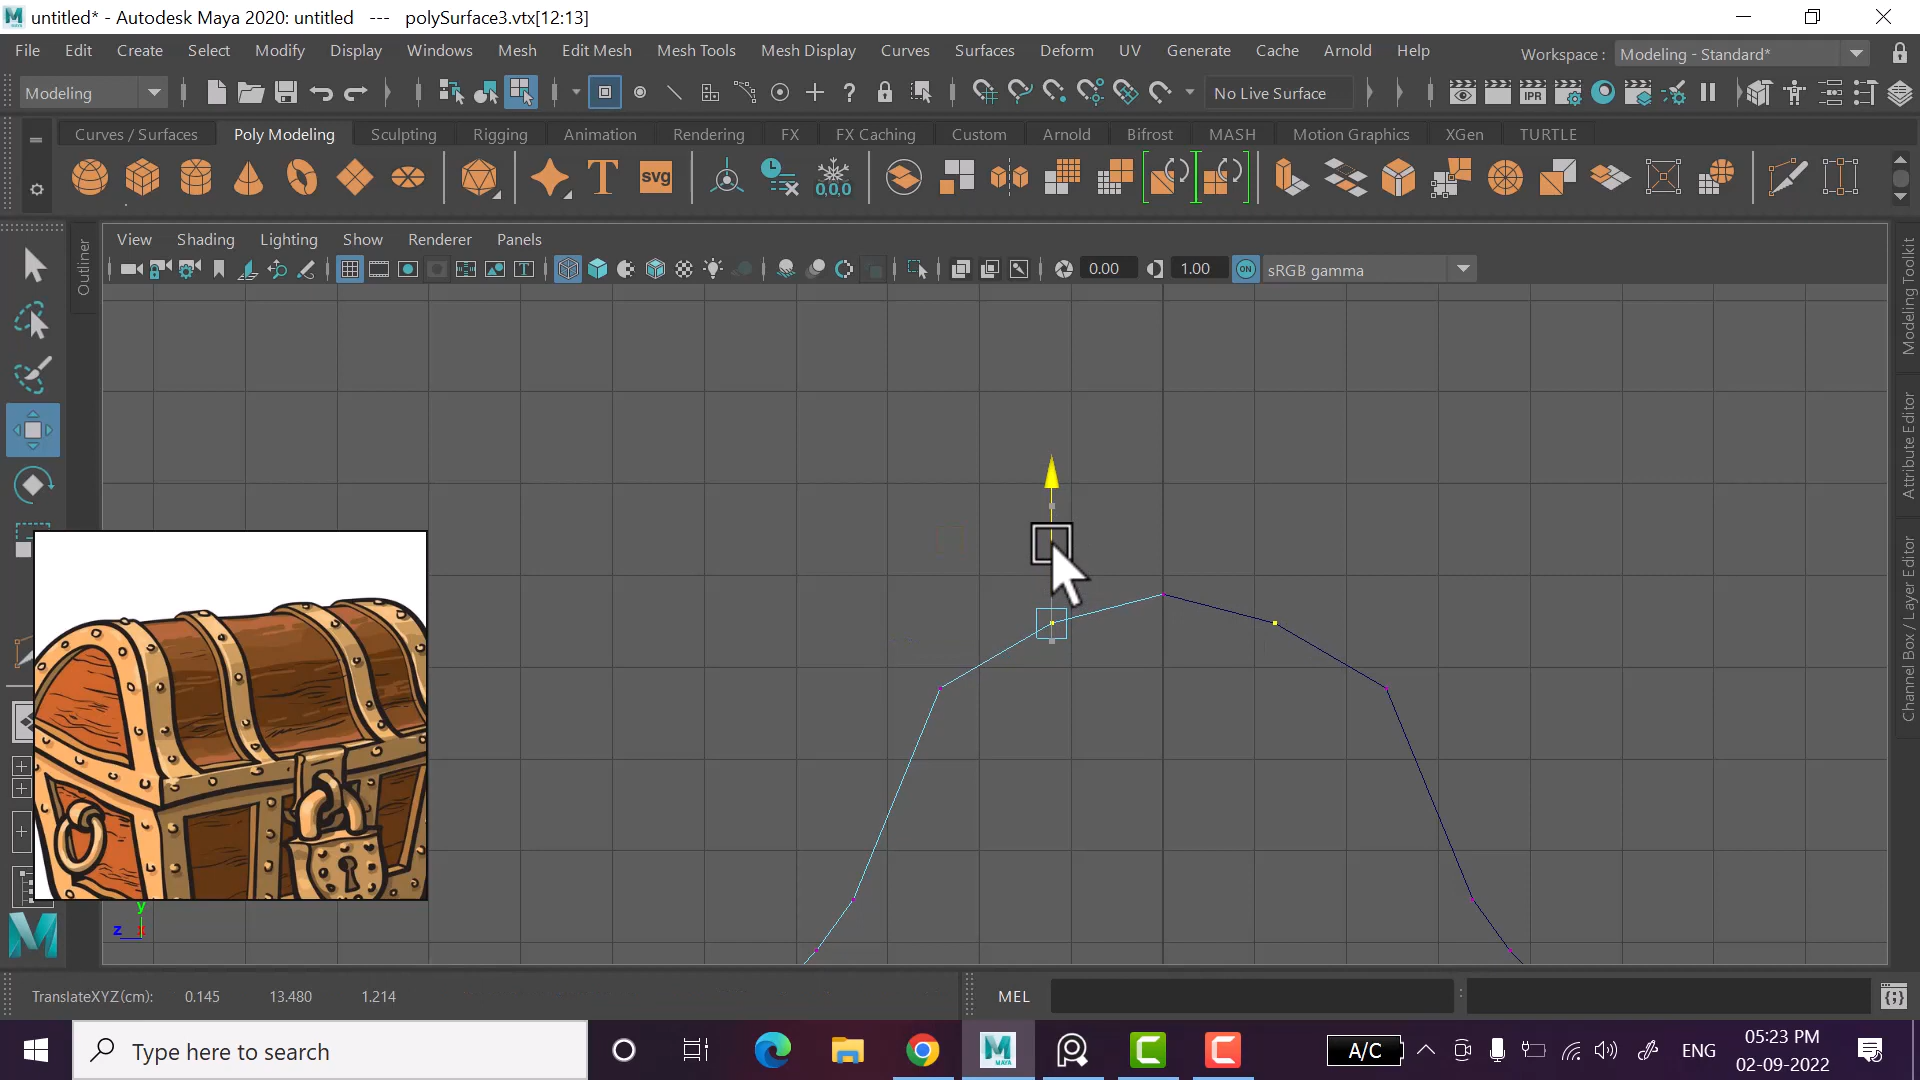 untitled* - Autodesk Maya 2020: untitled --- polySurface3.vtx[12:13]
File Edit Create Select Modify Display Windows Mesh Edit Mesh Mesh Tools Mesh Display Curves Surfaces Deform UV Generate Cache Arnold Help Workspace : Modeling - Standard*
Modeling No Live Surface IPR
Curves / Surfaces Poly Modeling Sculpting Rigging Animation Rendering FX FX Caching Custom Arnold Bifrost MASH Motion Graphics XGen TURTLE
T svg 0,0,0
View Shading Lighting Show Renderer Panels
0.00 1.00 ON sRGB gamma
Outliner
Modeling Toolkit
Attribute Editor
Channel Box / Layer Editor
y
z x
M
TranslateXYZ(cm): 0.145 13.480 1.214 MEL :
Type here to search
MAYA
A/C
ENG
05:23 PM
02-09-2022